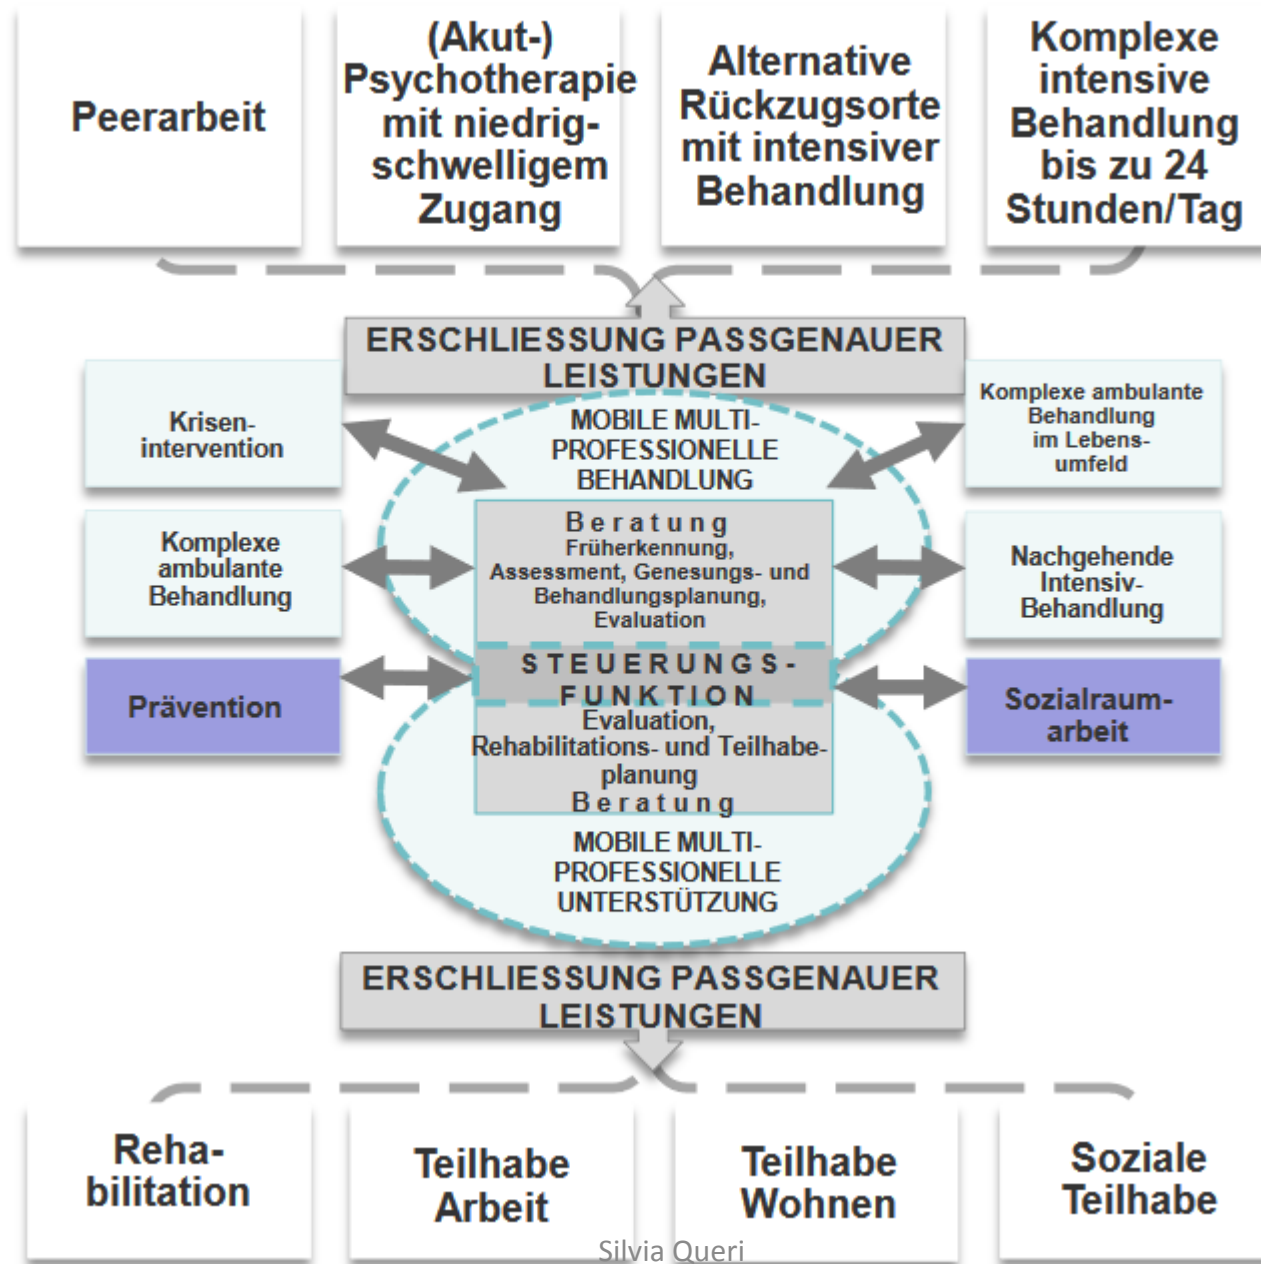 Peerarbeit
(Akut-)
Psychotherapie
mit niedrig-
schwelligem
Zugang
Alternative
Rückzugsorte
mit intensiver
Behandlung
Komplexe
intensive
Behandlung
bis zu 24
Stunden/Tag
ERSCHLIESSUNG PASSGENAUER
LEISTUNGEN
Krisen-
intervention
MOBILE MULTI-
PROFESSIONELLE
BEHANDLUNG
Komplexe ambulante
Behandlung
im Lebens-
umfeld
Komplexe
ambulante
Behandlung
Beratung
Früherkennung,
Assessment, Genesungs- und
Behandlungsplanung,
Evaluation
Nachgehende
Intensiv-
Behandlung
Prävention
STEUERUNGS-
FUNKTION
Evaluation,
Rehabilitations- und Teilhabe-
planung
Beratung
Sozialraum-
arbeit
MOBILE MULTI-
PROFESSIONELLE
UNTERSTÜTZUNG
ERSCHLIESSUNG PASSGENAUER
LEISTUNGEN
Reha-
bilitation
Teilhabe
Arbeit
Teilhabe
Wohnen
Soziale
Teilhabe
Silvia Queri